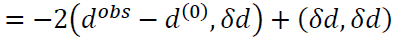 = −2(d^{obs} − d^{(0)}, δd) + (δd, δd)